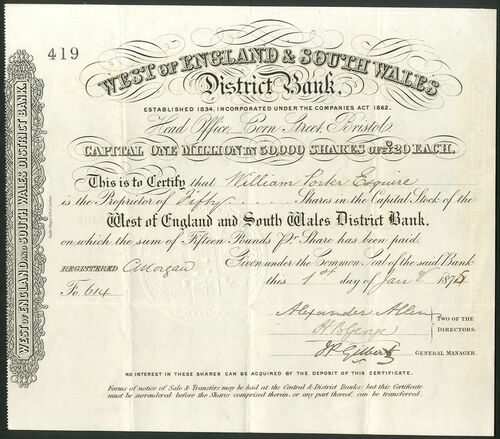 419
WEST OF ENGLAND & SOUTH WALES
District Bank,
ESTABLISHED 1834, INCORPORATED UNDER THE COMPANIES ACT 1862.
Head Office, Corn Street, Bristol.
CAPITAL ONE MILLION IN 50,000 SHARES OF £20 EACH.
This is to Certify that William Porker Esquire
is the Proprietor of Fifty Shares in the Capital Stock of the
West of England and South Wales District Bank,
on which the sum of Fifteen Pounds Pr. Share has been paid.
REGISTERED C Morgan Given under the Common Seal of the said Bank
Fo. 614 this 1st day of Jany 187
Alexander Allen
H B George
TWO OF THE
DIRECTORS.
J P Gilbert GENERAL MANAGER.
NO INTEREST IN THESE SHARES CAN BE ACQUIRED BY THE DEPOSIT OF THIS CERTIFICATE.
Forms of notice of Sale & Transfers may be had at the Central & District Banks: but this Certificate
must be surrendered before the Shares comprised therein, or any part thereof, can be transferred.
WEST OF ENGLAND AND SOUTH WALES DISTRICT BANK.